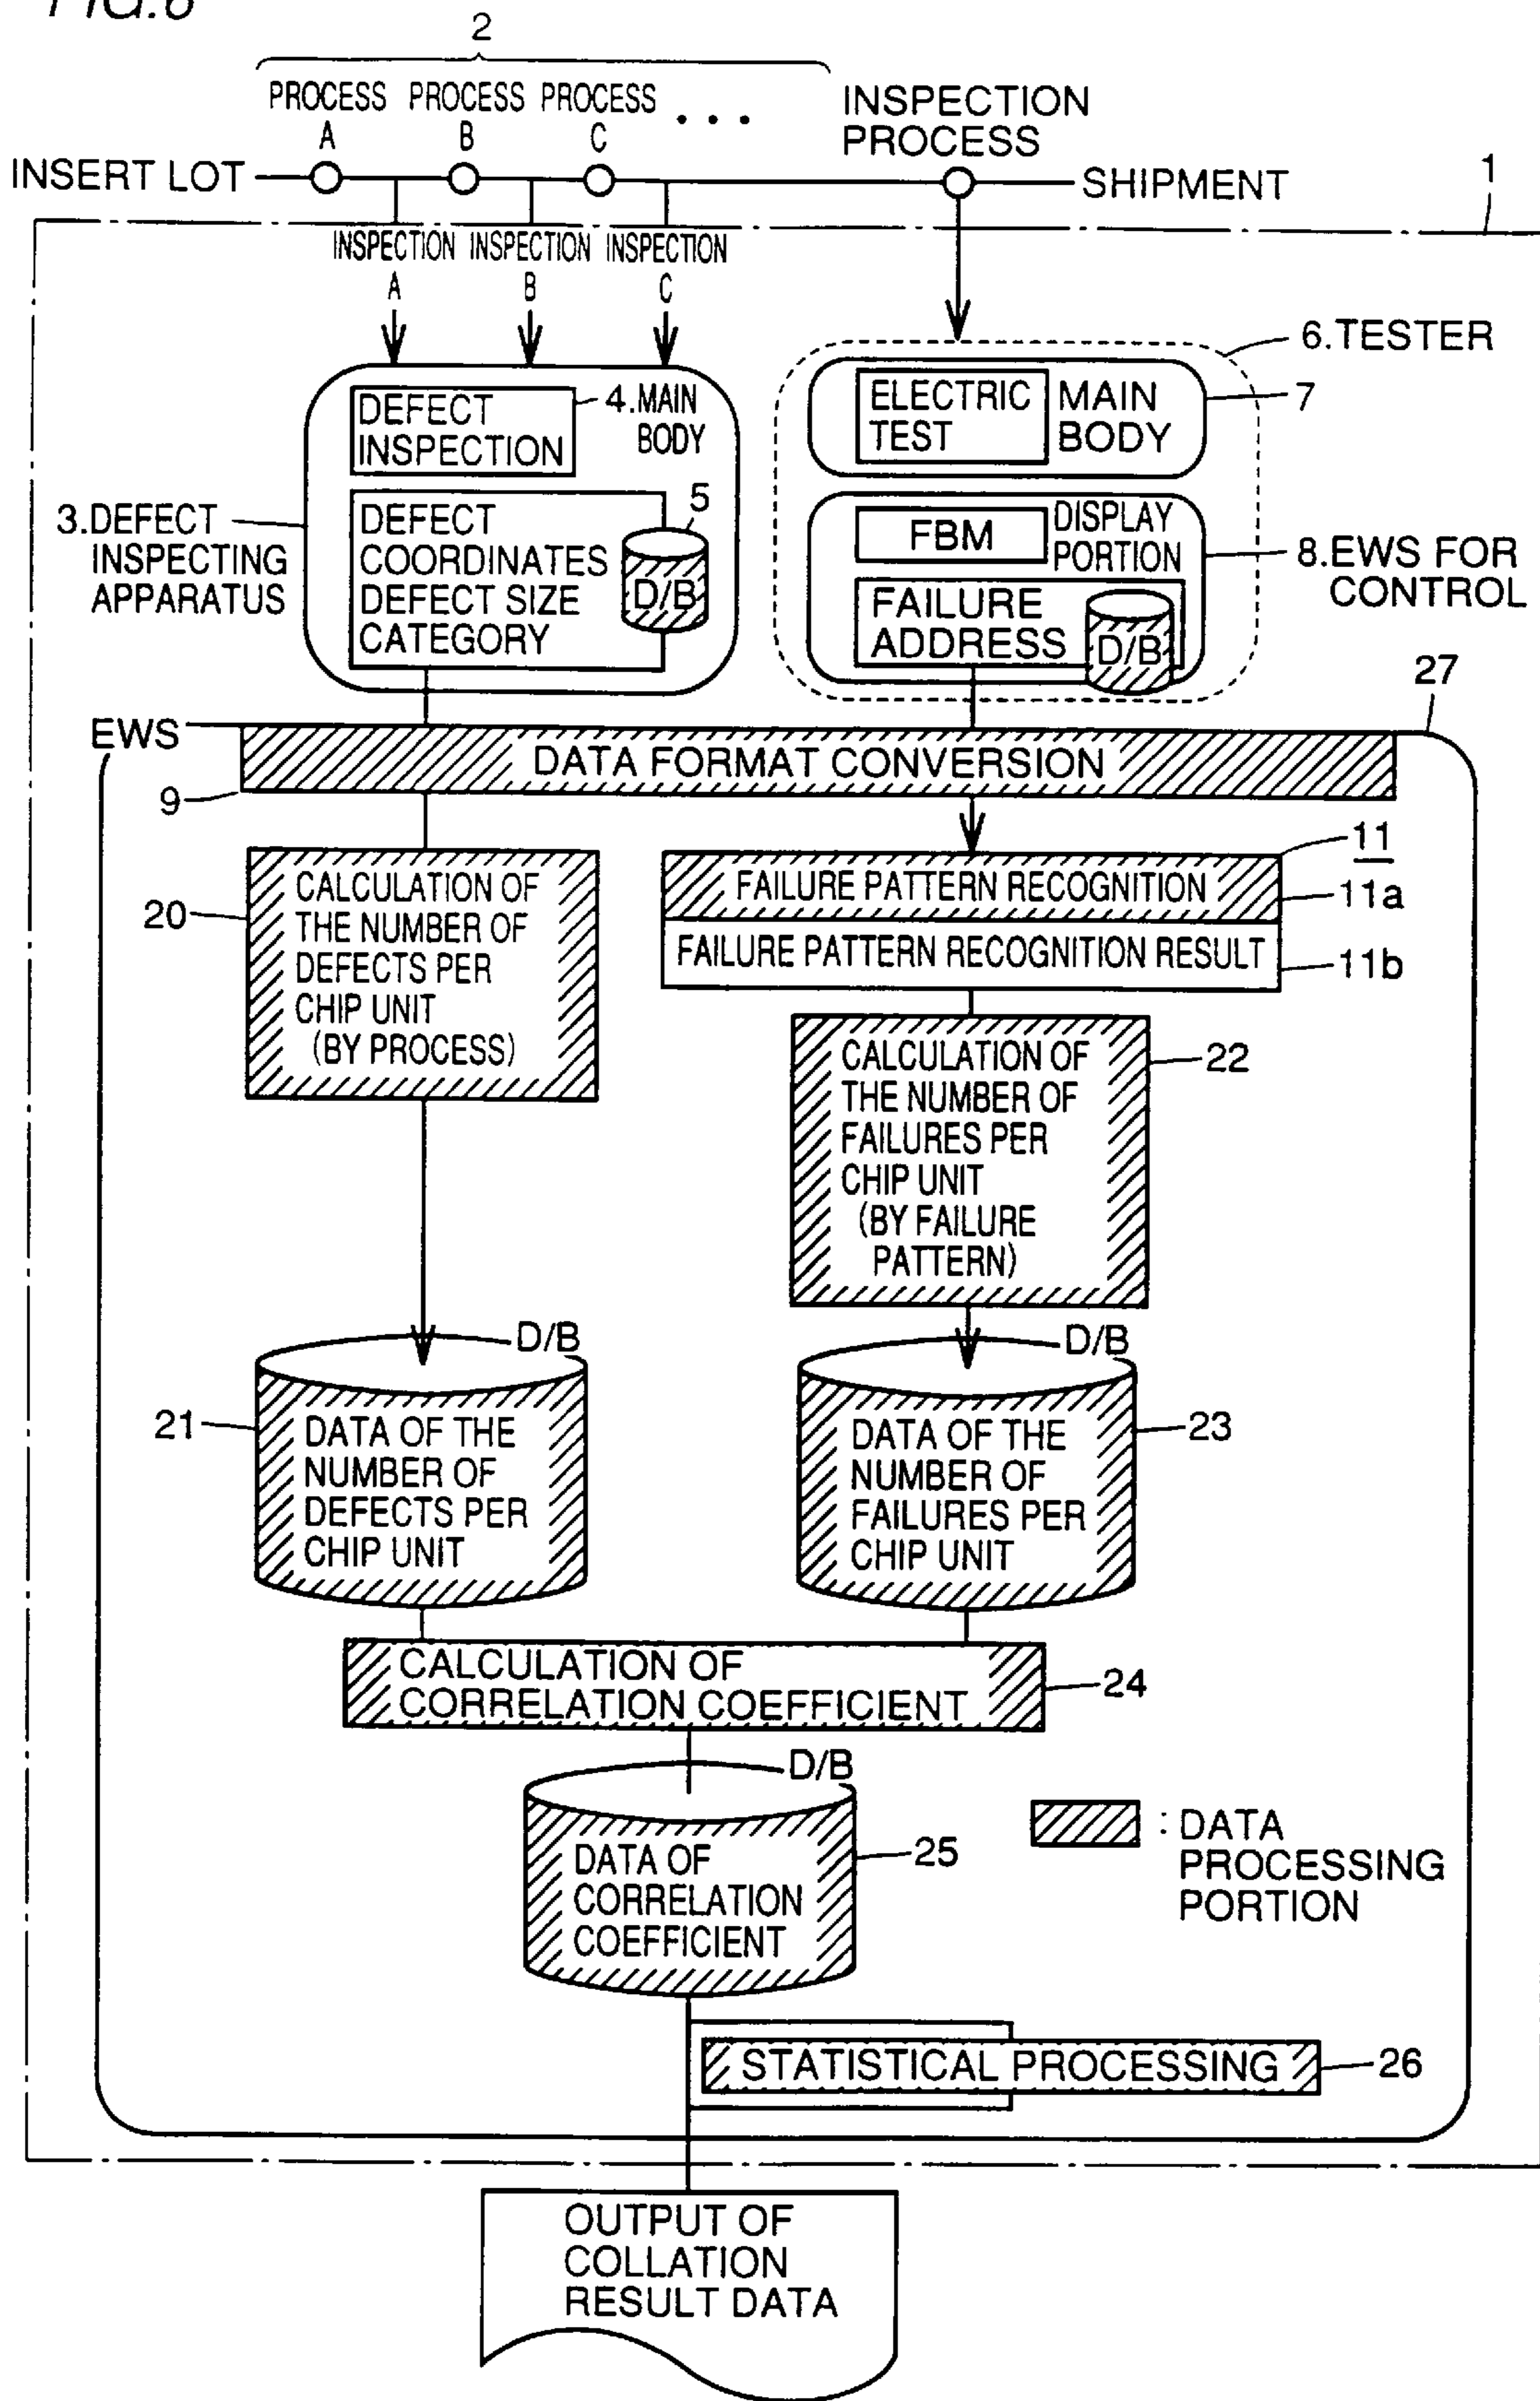 FIG.6
2
PROCESS PROCESS PROCESS
A B C ...
INSPECTION
PROCESS
INSERT LOT
SHIPMENT
1
INSPECTION INSPECTION INSPECTION
A B C
6.TESTER
DEFECT
INSPECTION
4.MAIN
BODY
ELECTRIC
TEST
MAIN
BODY
7
3.DEFECT
INSPECTING
APPARATUS
DEFECT
COORDINATES
DEFECT SIZE
CATEGORY
5
D/B
FBM
DISPLAY
PORTION
8.EWS FOR
CONTROL
FAILURE
ADDRESS
D/B
27
EWS
DATA FORMAT CONVERSION
9
11
FAILURE PATTERN RECOGNITION
11a
FAILURE PATTERN RECOGNITION RESULT
11b
20
CALCULATION OF
THE NUMBER OF
DEFECTS PER
CHIP UNIT
(BY PROCESS)
CALCULATION OF
THE NUMBER OF
FAILURES PER
CHIP UNIT
(BY FAILURE
PATTERN)
22
D/B
21
DATA OF THE
NUMBER OF
DEFECTS PER
CHIP UNIT
D/B
DATA OF THE
NUMBER OF
FAILURES PER
CHIP UNIT
23
CALCULATION OF
CORRELATION COEFFICIENT
24
D/B
DATA OF
CORRELATION
COEFFICIENT
25
: DATA
PROCESSING
PORTION
STATISTICAL PROCESSING
26
OUTPUT OF
COLLATION
RESULT DATA